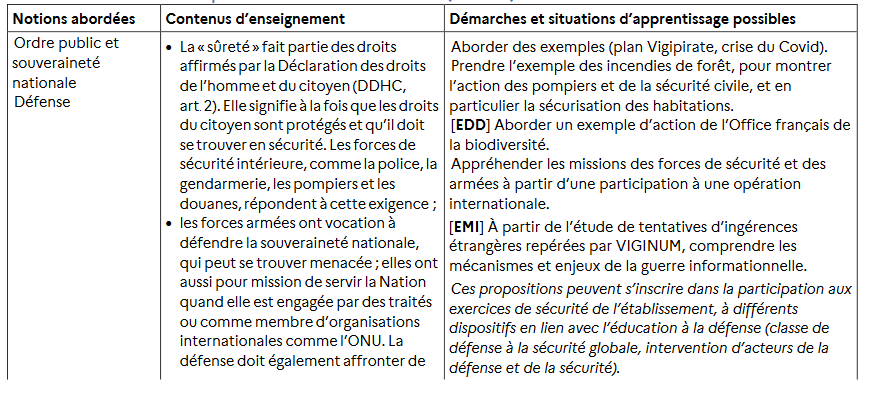 Notions abordées
Contenus d'enseignement
Démarches et situations d'apprentissage possibles
Ordre public et
souveraineté
nationale
Défense
• La « sûreté » fait partie des droits
affirmés par la Déclaration des droits
de l'homme et du citoyen (DDHC,
art. 2). Elle signifie à la fois que les droits
du citoyen sont protégés et qu'il doit
se trouver en sécurité. Les forces de
sécurité intérieure, comme la police, la
gendarmerie, les pompiers et les
douanes, répondent à cette exigence ;
• les forces armées ont vocation à
défendre la souveraineté nationale,
qui peut se trouver menacée ; elles ont
aussi pour mission de servir la Nation
quand elle est engagée par des traités
ou comme membre d'organisations
internationales comme l'ONU. La
défense doit également affronter de
Aborder des exemples (plan Vigipirate, crise du Covid).
Prendre l'exemple des incendies de forêt, pour montrer
l'action des pompiers et de la sécurité civile, et en
particulier la sécurisation des habitations.
[EDD] Aborder un exemple d'action de l'Office français de
la biodiversité.
Appréhender les missions des forces de sécurité et des
armées à partir d'une participation à une opération
internationale.
[EMI] À partir de l'étude de tentatives d'ingérences
étrangères repérées par VIGINUM, comprendre les
mécanismes et enjeux de la guerre informationnelle.
Ces propositions peuvent s'inscrire dans la participation aux
exercices de sécurité de l'établissement, à différents
dispositifs en lien avec l'éducation à la défense (classe de
défense à la sécurité globale, intervention d'acteurs de la
défense et de la sécurité).